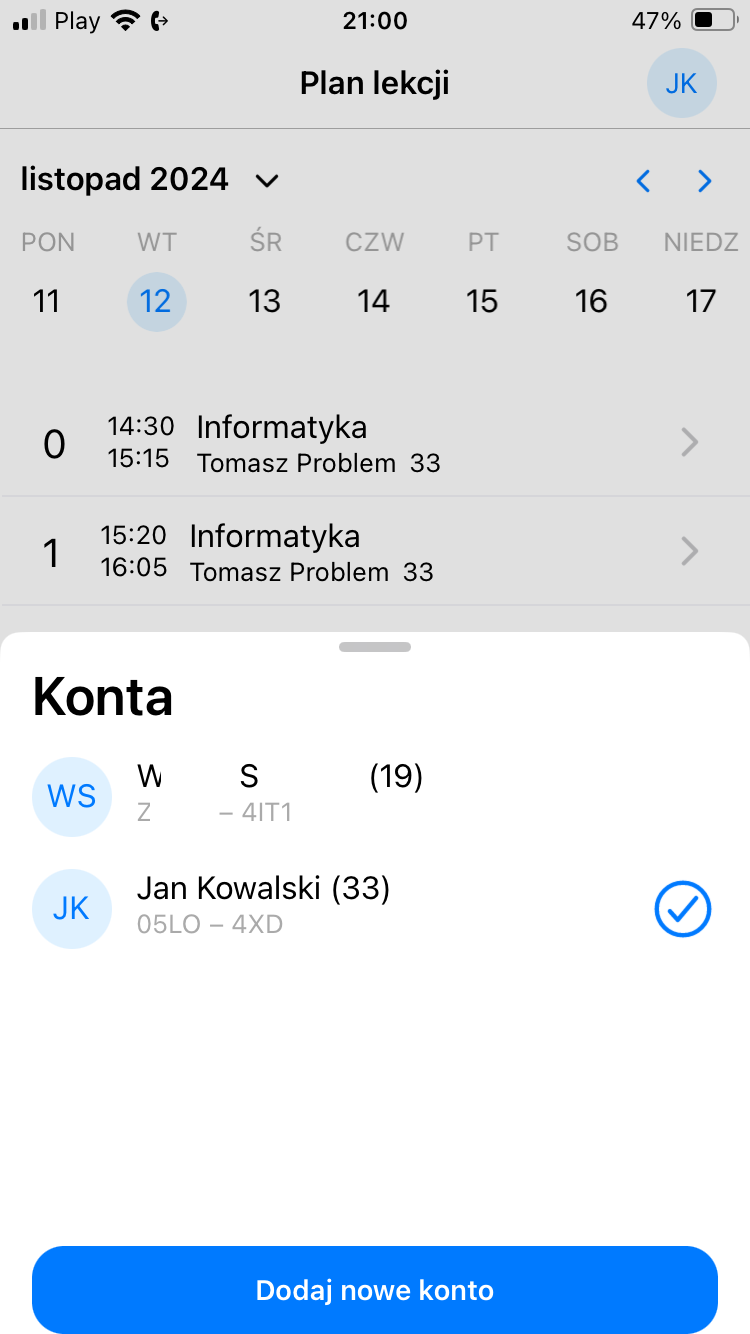 Play 21:00 47%
Plan lekcji JK
listopad 2024
PON WT ŚR CZW PT SOB NIEDZ
11 12 13 14 15 16 17
0 14:30 Informatyka
15:15 Tomasz Problem 33
1 15:20 Informatyka
16:05 Tomasz Problem 33
Konta
WS W S (19)
Z – 4IT1
JK Jan Kowalski (33)
05LO – 4XD
Dodaj nowe konto